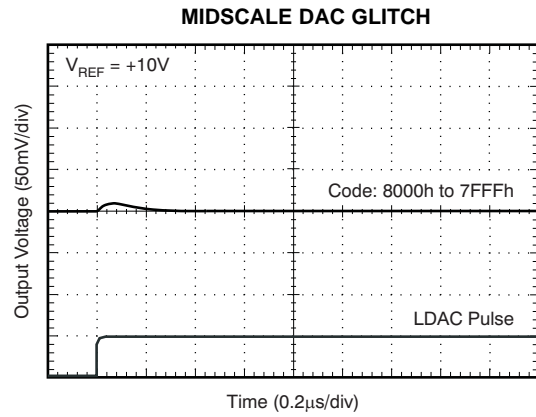 MIDSCALE DAC GLITCH
V_REF = +10V
Output Voltage (50mV/div)
Code: 8000h to 7FFFh
LDAC Pulse
Time (0.2μs/div)